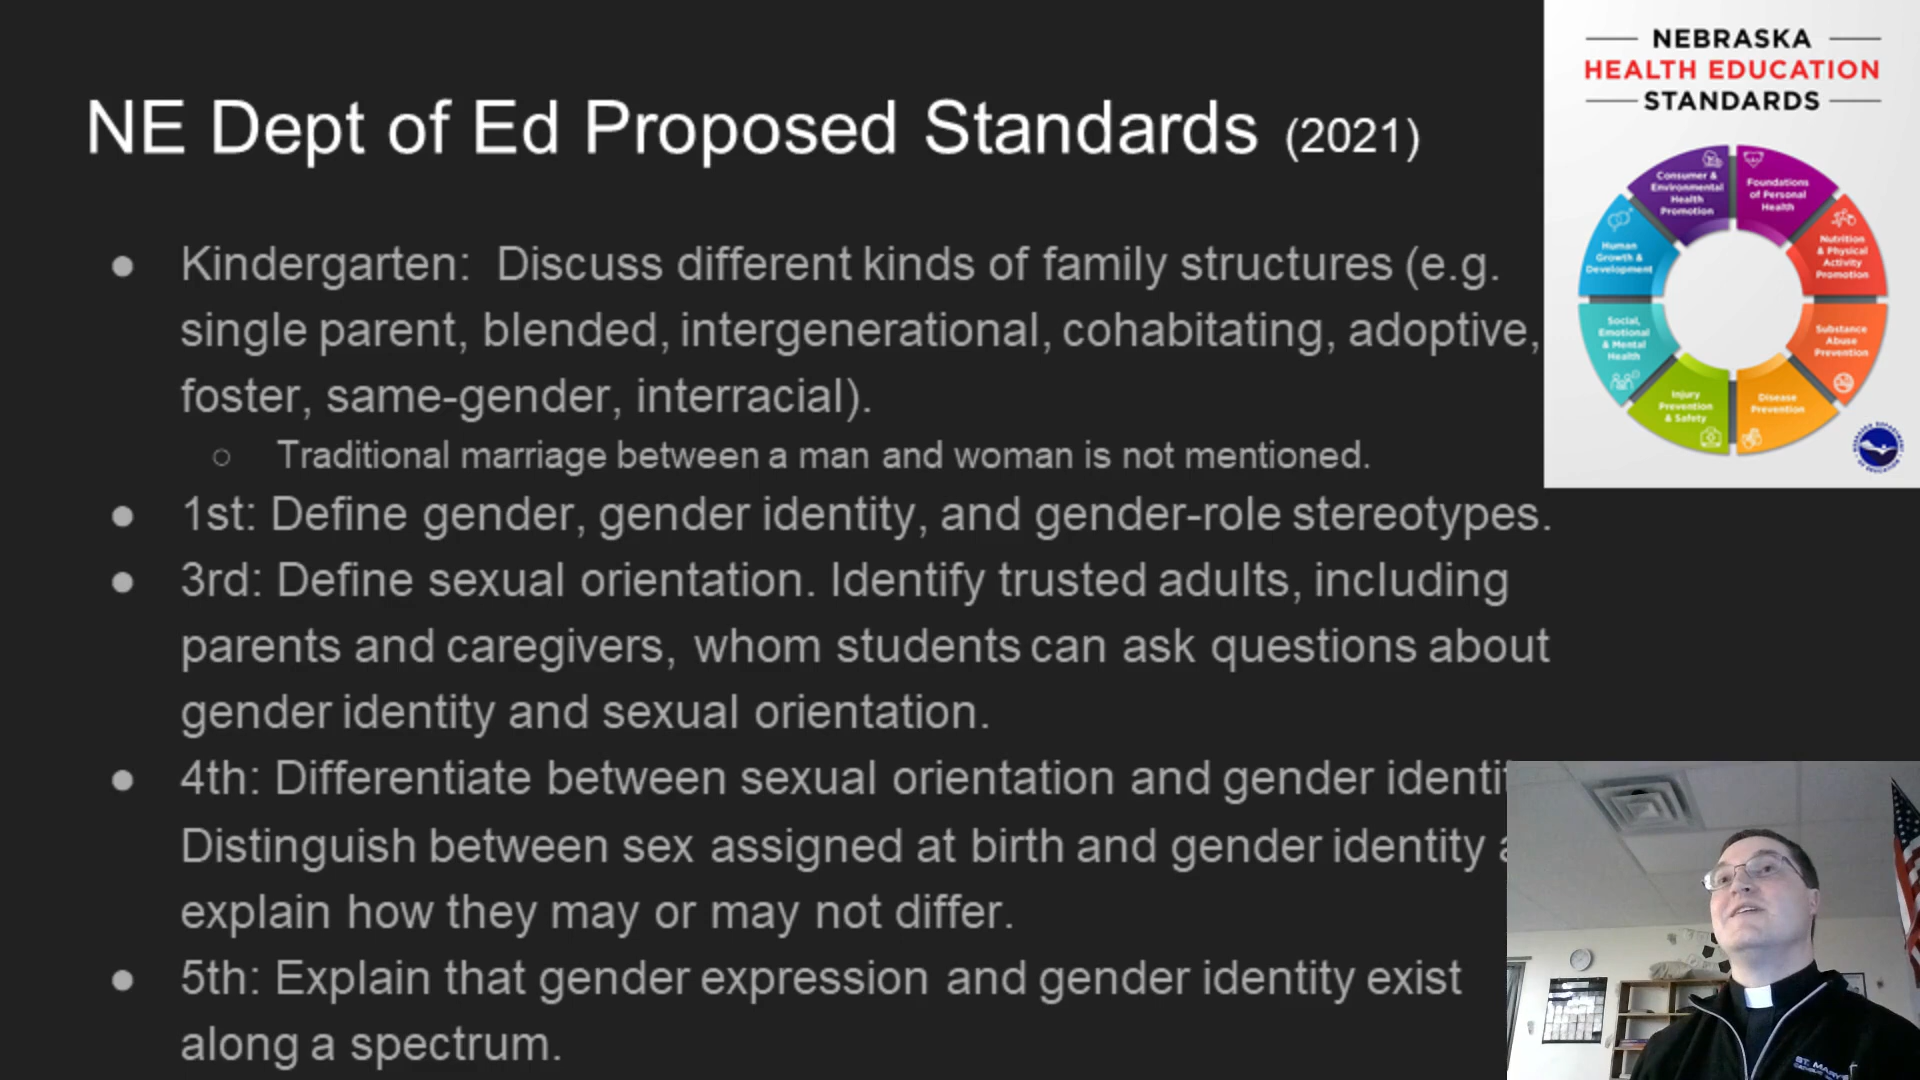 NE Dept of Ed Proposed Standards (2021)
● Kindergarten: Discuss different kinds of family structures (e.g.
single parent, blended, intergenerational, cohabitating, adoptive,
foster, same-gender, interracial).
○ Traditional marriage between a man and woman is not mentioned.
● 1st: Define gender, gender identity, and gender-role stereotypes.
● 3rd: Define sexual orientation. Identify trusted adults, including
parents and caregivers, whom students can ask questions about
gender identity and sexual orientation.
● 4th: Differentiate between sexual orientation and gender identit
Distinguish between sex assigned at birth and gender identity a
explain how they may or may not differ.
● 5th: Explain that gender expression and gender identity exist
along a spectrum.
NEBRASKA
HEALTH EDUCATION
STANDARDS
Consumer &
Environmental
Health
Promotion
Foundations
of Personal
Health
Nutrition
& Physical
Activity
Promotion
Substance
Abuse
Prevention
Disease
Prevention
Injury
Prevention
& Safety
Social,
Emotional
& Mental
Health
Human
Growth &
Development
ST. MARY'S